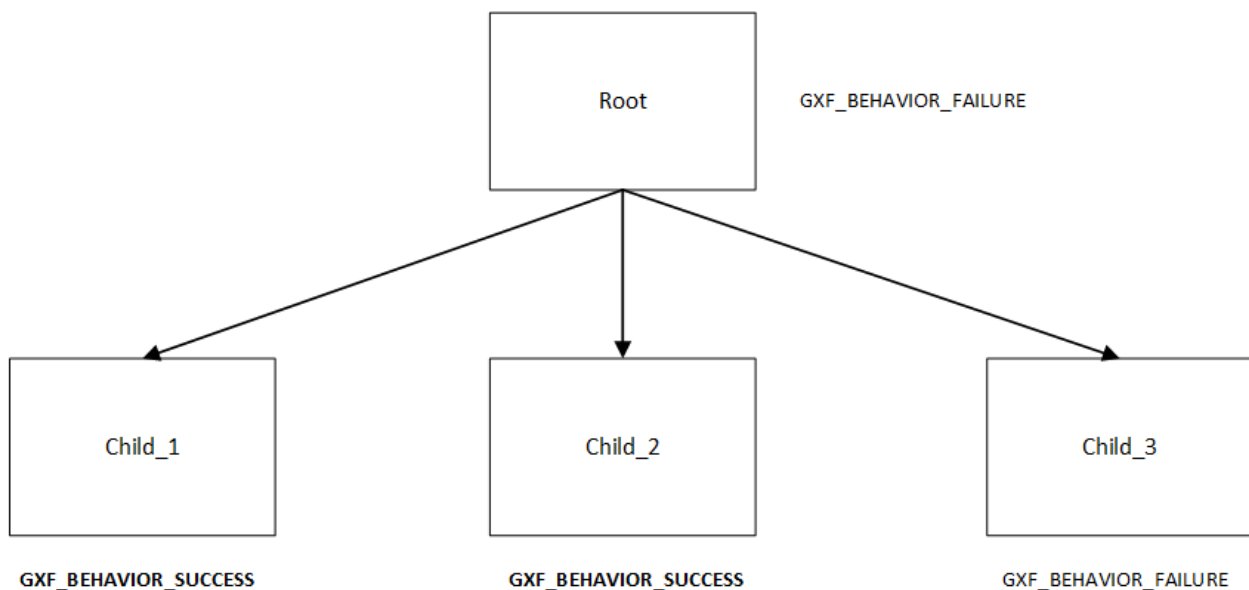 Root
GXF_BEHAVIOR_FAILURE
Child_1
Child_2
Child_3
GXF_BEHAVIOR_SUCCESS
GXF_BEHAVIOR_SUCCESS
GXF_BEHAVIOR_FAILURE